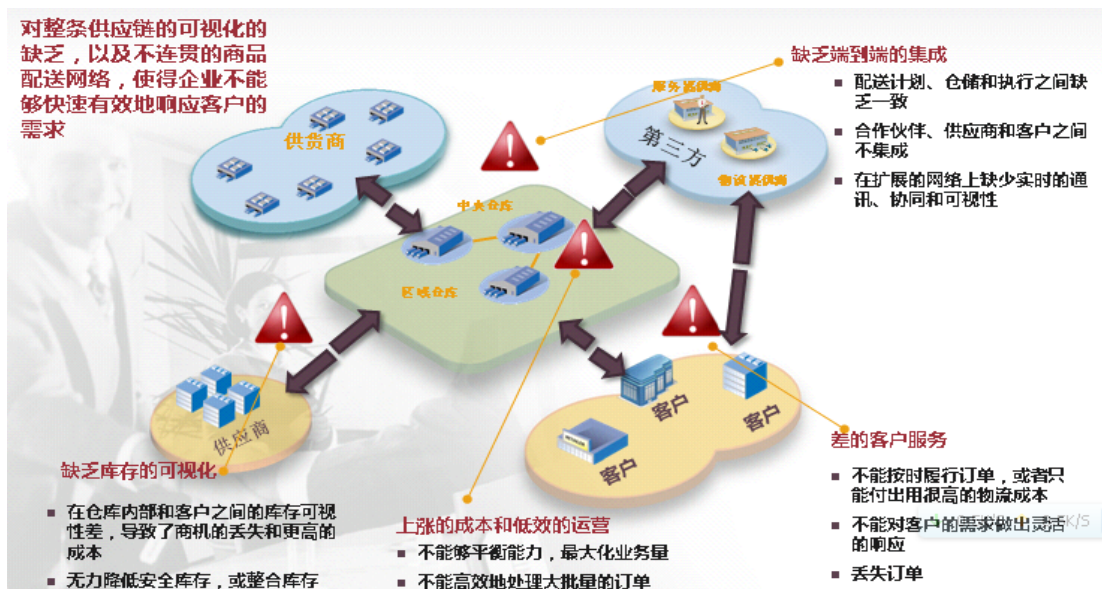 对整条供应链的可视化的
缺乏，以及不连贯的商品
配送网络，使得企业不能
够快速有效地响应客户的
需求
缺乏端到端的集成
▪ 配送计划、仓储和执行之间缺
乏一致
▪ 合作伙伴、供应商和客户之间
不集成
▪ 在扩展的网络上缺少实时的通
讯、协同和可视性
供货商
服务提供商
第三方
物流提供商
中央仓库
区域仓库
供应商
客户
客户
客户
缺乏库存的可视化
▪ 在仓库内部和客户之间的库存可视
性差，导致了商机的丢失和更高的
成本
▪ 无力降低安全库存，或整合库存
上涨的成本和低效的运营
▪ 不能够平衡能力，最大化业务量
▪ 不能高效地处理大批量的订单
差的客户服务
▪ 不能按时履行订单，或者只
能付出用很高的物流成本
▪ 不能对客户的需求做出灵活
的响应
▪ 丢失订单
K/S